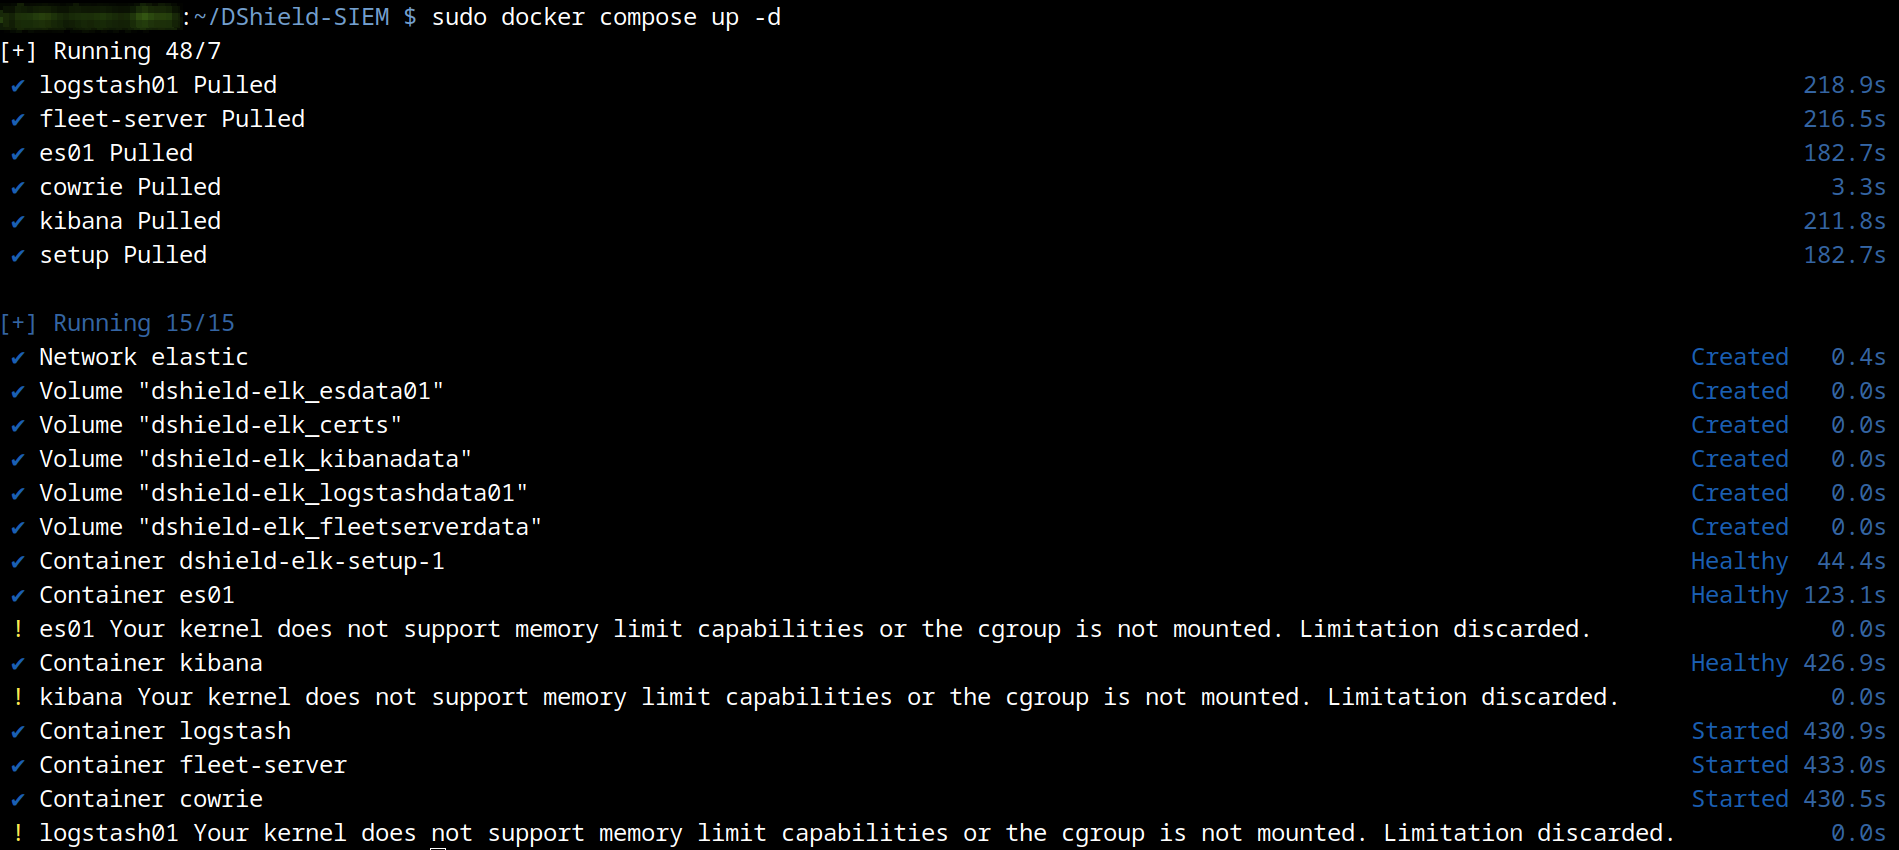 :~/DShield-SIEM $ sudo docker compose up -d
[+] Running 48/7
✔ logstash01 Pulled 218.9s
✔ fleet-server Pulled 216.5s
✔ es01 Pulled 182.7s
✔ cowrie Pulled 3.3s
✔ kibana Pulled 211.8s
✔ setup Pulled 182.7s
[+] Running 15/15
✔ Network elastic Created 0.4s
✔ Volume "dshield-elk_esdata01" Created 0.0s
✔ Volume "dshield-elk_certs" Created 0.0s
✔ Volume "dshield-elk_kibanadata" Created 0.0s
✔ Volume "dshield-elk_logstashdata01" Created 0.0s
✔ Volume "dshield-elk_fleetserverdata" Created 0.0s
✔ Container dshield-elk-setup-1 Healthy 44.4s
✔ Container es01 Healthy 123.1s
! es01 Your kernel does not support memory limit capabilities or the cgroup is not mounted. Limitation discarded. 0.0s
✔ Container kibana Healthy 426.9s
! kibana Your kernel does not support memory limit capabilities or the cgroup is not mounted. Limitation discarded. 0.0s
✔ Container logstash Started 430.9s
✔ Container fleet-server Started 433.0s
✔ Container cowrie Started 430.5s
! logstash01 Your kernel does not support memory limit capabilities or the cgroup is not mounted. Limitation discarded. 0.0s